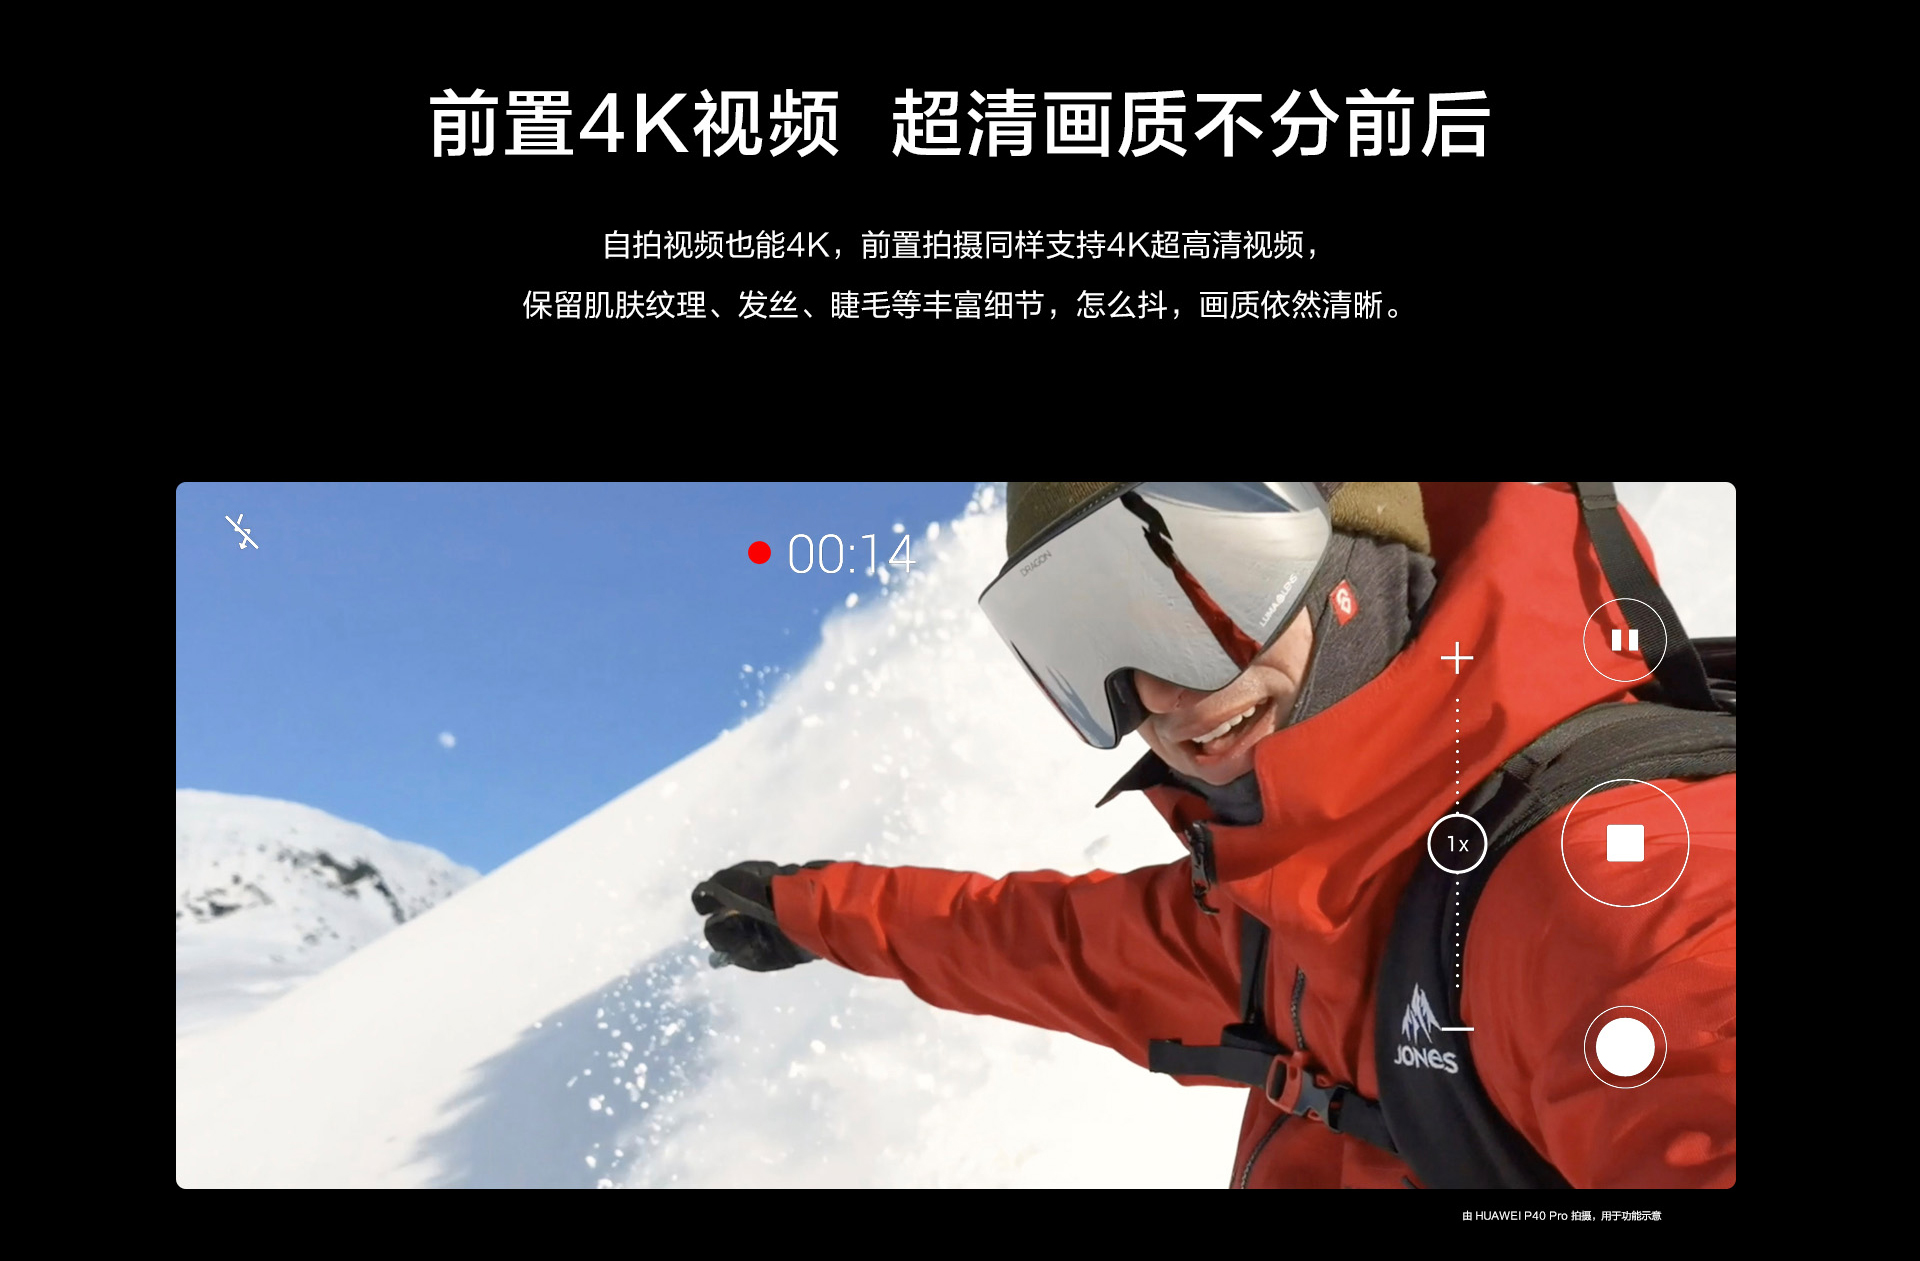 前置4K视频 超清画质不分前后
自拍视频也能4K，前置拍摄同样支持4K超高清视频，
保留肌肤纹理、发丝、睫毛等丰富细节，怎么抖，画质依然清晰。
00:14
DRAGON
LUMALENS
1x
JONES
由 HUAWEI P40 Pro 拍摄，用于功能示意